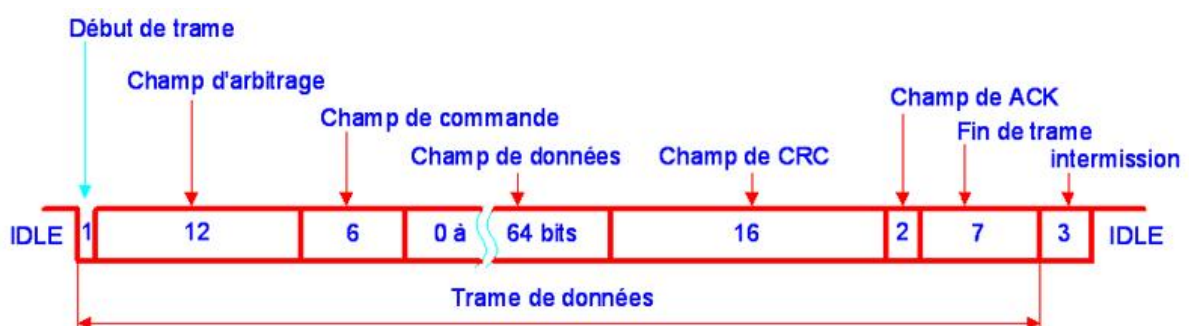 Début de trame
Champ d'arbitrage
Champ de ACK
Champ de commande
Fin de trame
Champ de données
Champ de CRC
intermission
IDLE 1 12 6 0 à 64 bits 16 2 7 3 IDLE
Trame de données